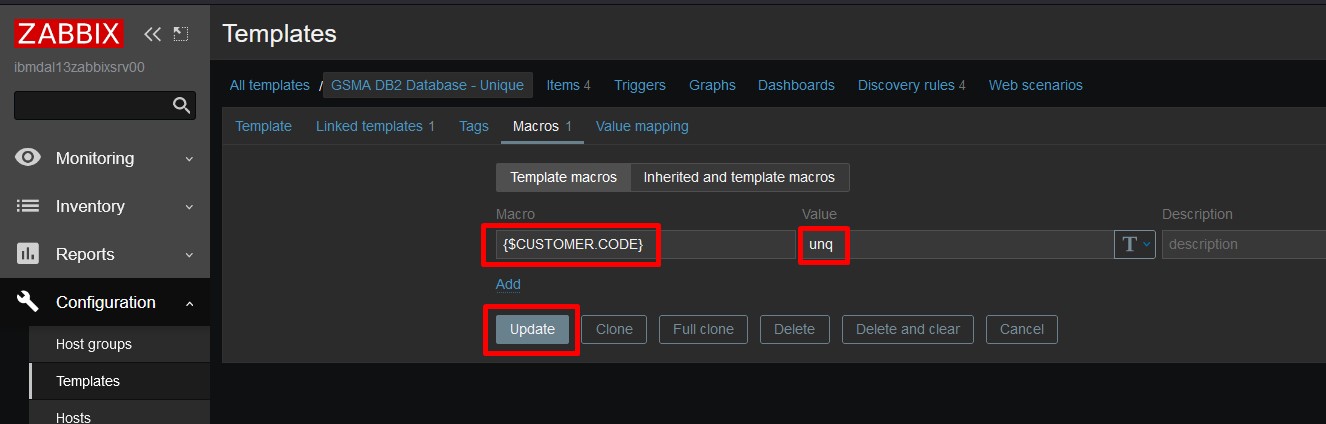 ZABBIX
ibmdal13zabbixsrv00
Monitoring
Inventory
Reports
Configuration
Host groups
Templates
Hosts
Templates
All templates / GSMA DB2 Database - Unique Items 4 Triggers Graphs Dashboards Discovery rules 4 Web scenarios
Template Linked templates 1 Tags Macros 1 Value mapping
Template macros Inherited and template macros
Macro Value Description
{$CUSTOMER.CODE} unq T description
Add
Update Clone Full clone Delete Delete and clear Cancel